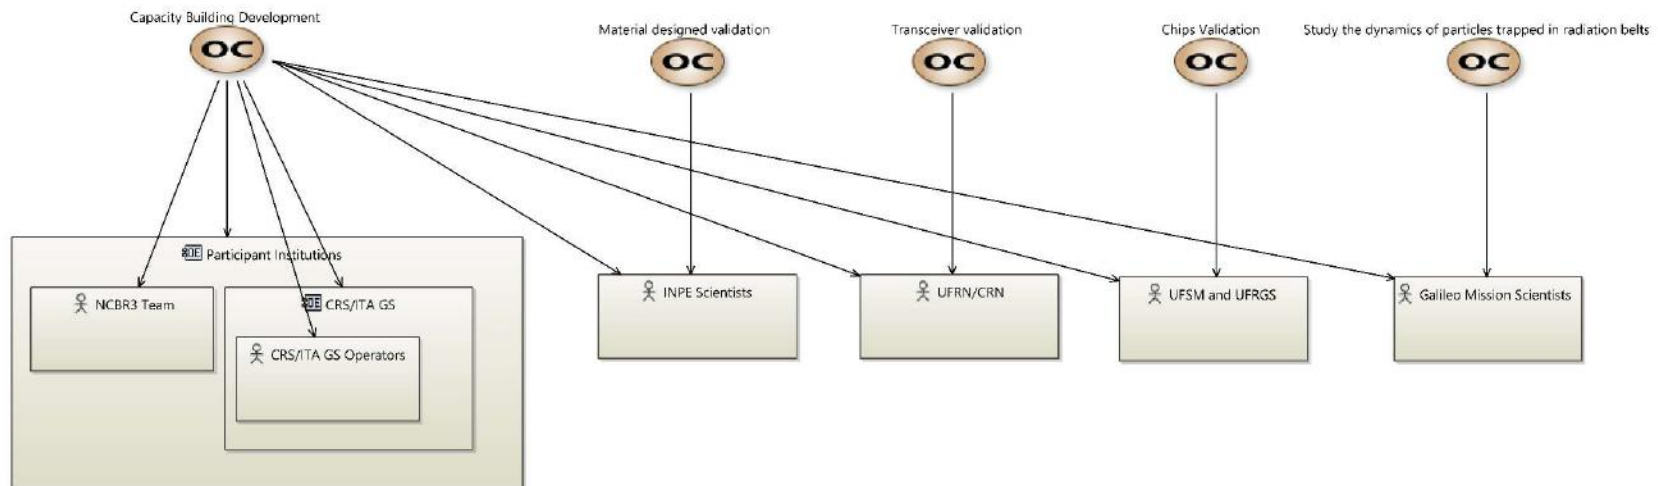 Capacity Building Development
OC
Material designed validation
OC
Transceiver validation
OC
Chips Validation
OC
Study the dynamics of particles trapped in radiation belts
OC
OE Participant Institutions
NCBR3 Team
OE CRS/ITA GS
CRS/ITA GS Operators
INPE Scientists
UFRN/CRN
UFSM and UFRGS
Galileo Mission Scientists